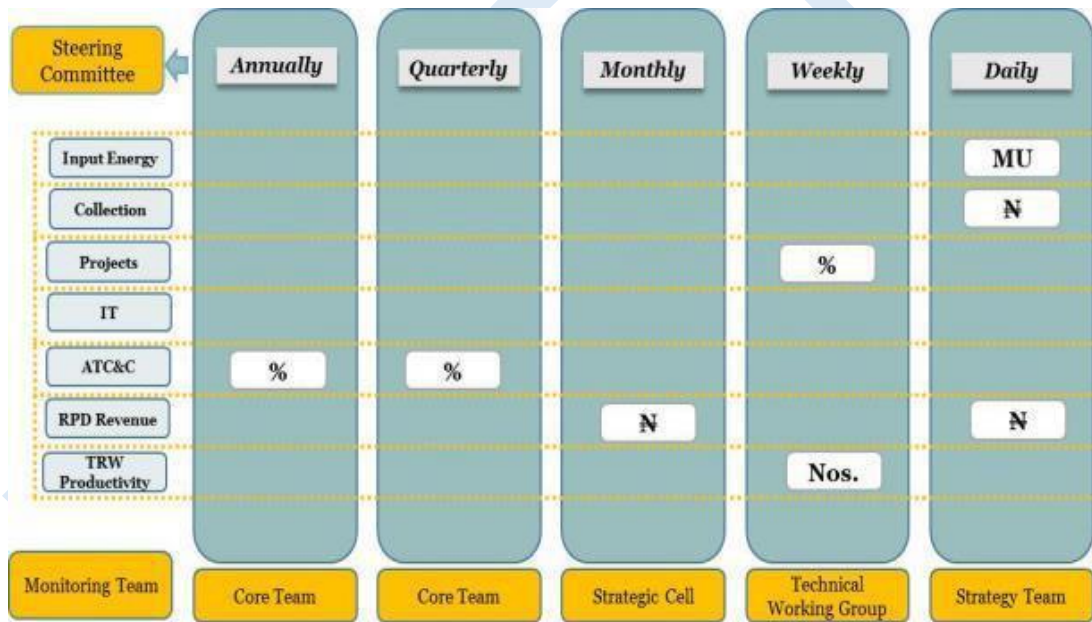 Steering
Committee
Annually
Quarterly
Monthly
Weekly
Daily
Input Energy
MU
Collection
₦
Projects
%
IT
ATC&C
%
%
RPD Revenue
₦
₦
TRW
Productivity
Nos.
Monitoring Team
Core Team
Core Team
Strategic Cell
Technical
Working Group
Strategy Team